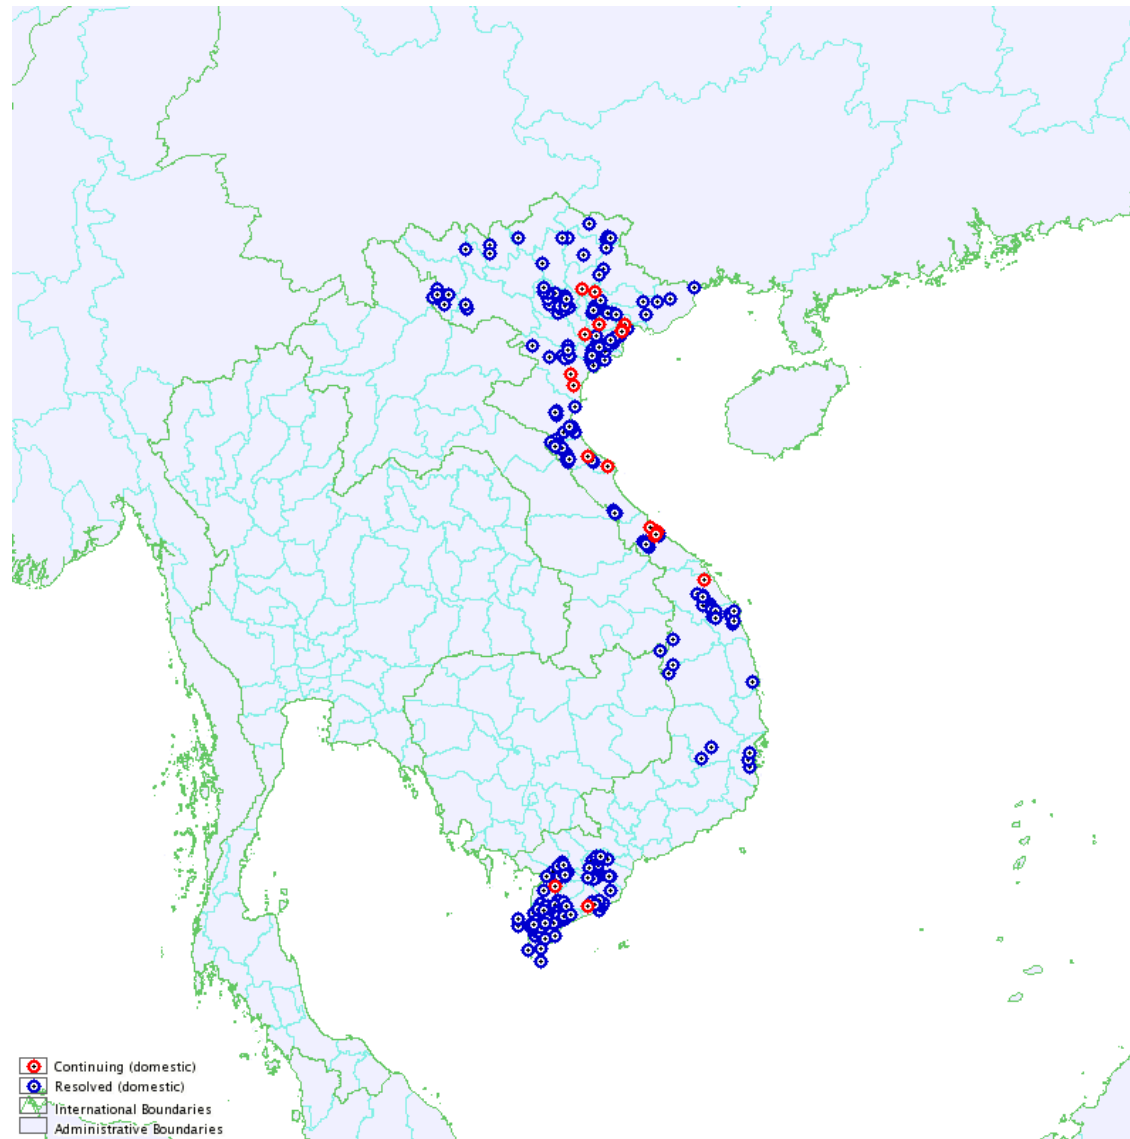 Continuing (domestic)
Resolved (domestic)
International Boundaries
Administrative Boundaries